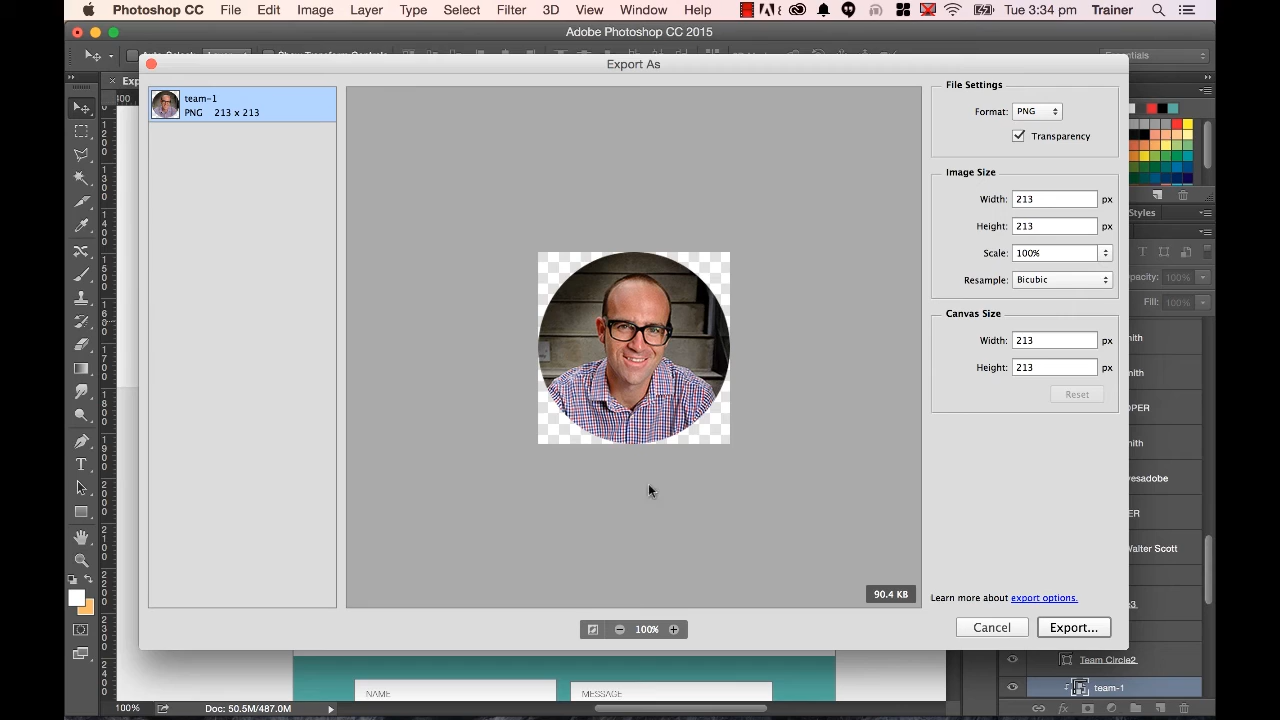 Photoshop CC File Edit Image Layer Type Select Filter 3D View Window Help Tue 3:34 pm Trainer
Adobe Photoshop CC 2015
Essentials
Export As
team-1
PNG 213 x 213
File Settings
Format: PNG
Transparency
Image Size
Width: 213 px
Height: 213 px
Scale: 100%
Resample: Bicubic
Canvas Size
Width: 213 px
Height: 213 px
Reset
90.4 KB
Learn more about export options.
100%
Cancel Export...
Styles
Opacity: 100%
Fill: 100%
Walter Scott
Team Circle2
team-1
NAME MESSAGE
100% Doc: 50.5M/487.0M